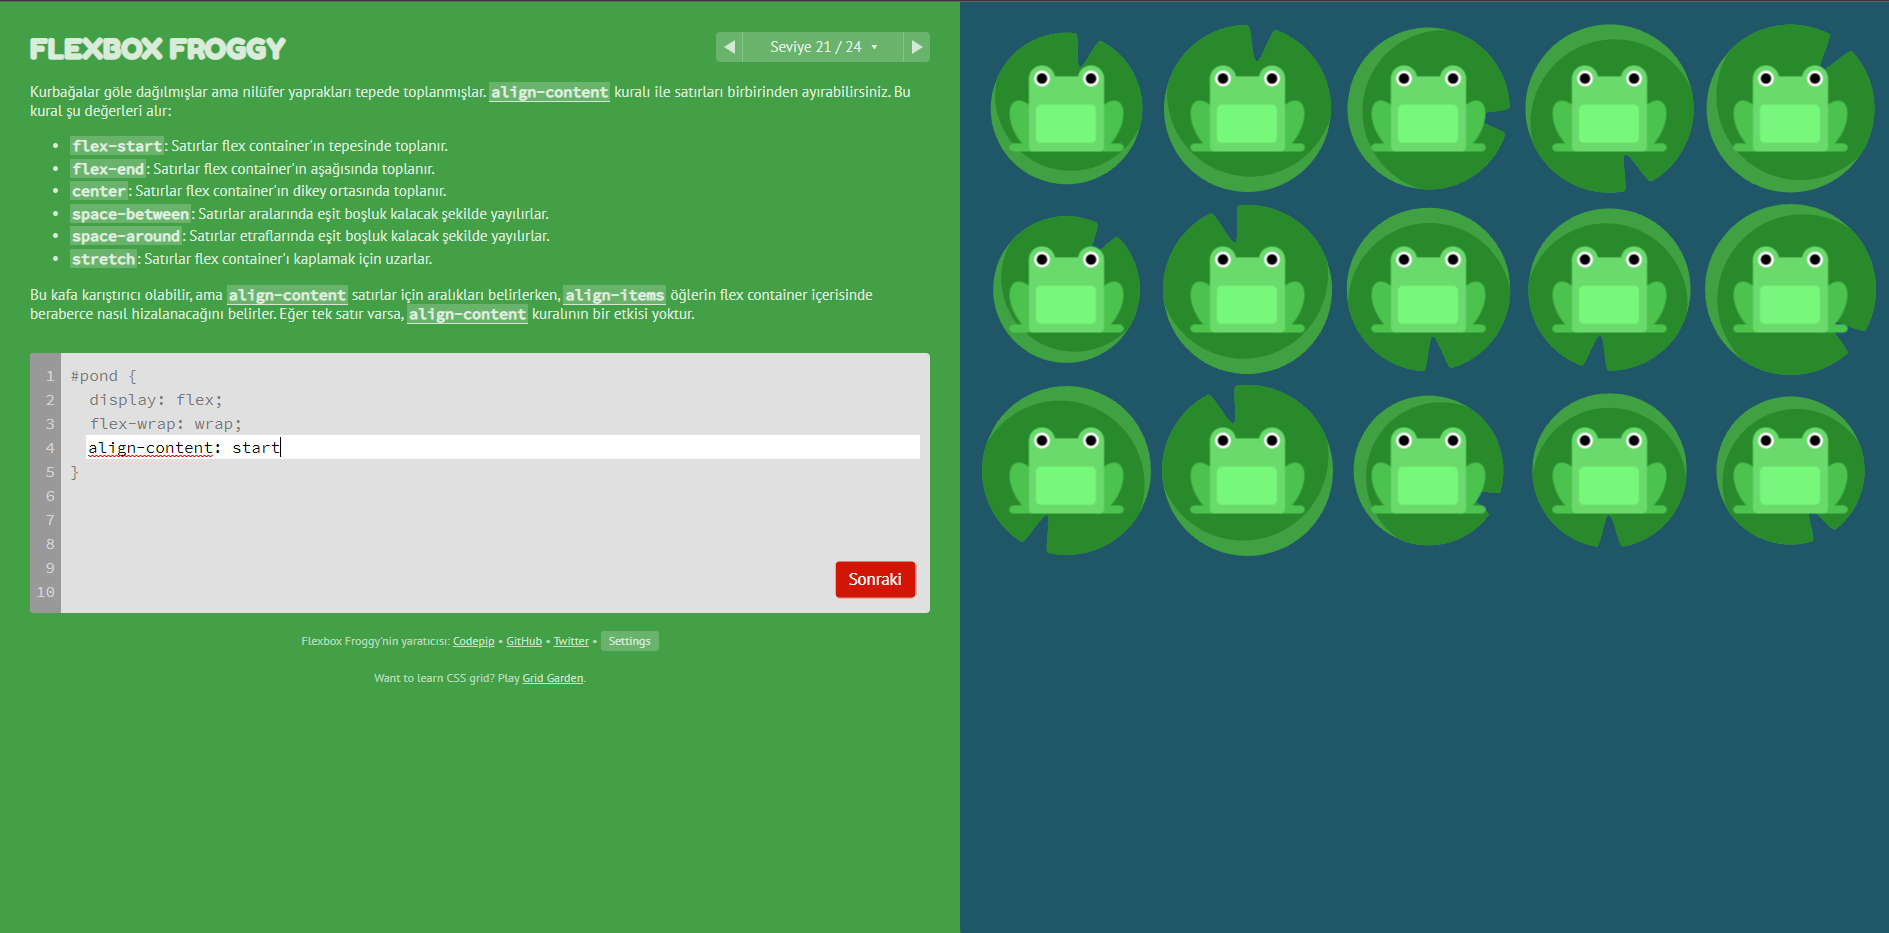 FLEXBOX FROGGY
◀ Seviye 21 / 24 ▾ ▶
Kurbağalar göle dağılmışlar ama nilüfer yaprakları tepede toplanmışlar. align-content kuralı ile satırları birbirinden ayırabilirsiniz. Bu
kural şu değerleri alır:
• flex-start: Satırlar flex container'ın tepesinde toplanır.
• flex-end: Satırlar flex container'ın aşağısında toplanır.
• center: Satırlar flex container'ın dikey ortasında toplanır.
• space-between: Satırlar aralarında eşit boşluk kalacak şekilde yayılırlar.
• space-around: Satırlar etraflarında eşit boşluk kalacak şekilde yayılırlar.
• stretch: Satırlar flex container'ı kaplamak için uzarlar.
Bu kafa karıştırıcı olabilir, ama align-content satırlar için aralıkları belirlerken, align-items öğlerin flex container içerisinde
beraberce nasıl hizalanacağını belirler. Eğer tek satır varsa, align-content kuralının bir etkisi yoktur.
1 #pond {
2 display: flex;
3 flex-wrap: wrap;
4 align-content: start
5 }
6
7
8
9
10
Sonraki
Flexbox Froggy'nin yaratıcısı: Codepip • GitHub • Twitter • Settings
Want to learn CSS grid? Play Grid Garden.